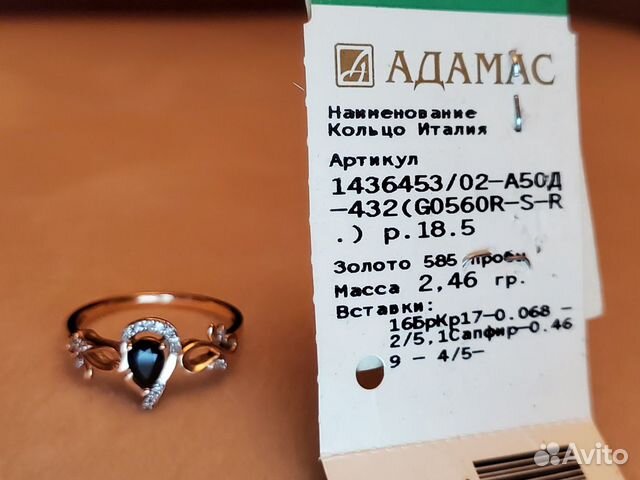 АДАМАС
Наименование
Кольцо Италия
Артикул
1436453/02-А50Д
-432(G0560R-S-R
.) р.18.5
Золото 585 пробы
Масса 2,46 гр.
Вставки:
16БрКр17-0.068 -
2/5,1Сапфир-0.46
9 - 4/5-
Avito